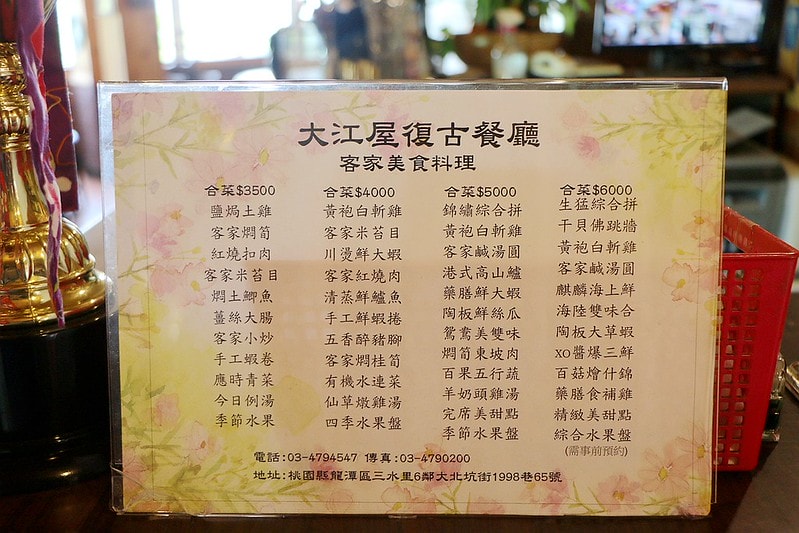 大江屋復古餐廳
客家美食料理
合菜$3500
鹽焗土雞
客家燜筍
紅燒扣肉
客家米苔目
燜土鯽魚
薑絲大腸
客家小炒
手工蝦卷
應時青菜
今日例湯
季節水果
合菜$4000
黃袍白斬雞
客家米苔目
川燙鮮大蝦
客家紅燒肉
清蒸鮮鱸魚
手工鮮蝦捲
五香醉豬腳
客家燜桂筍
有機水連菜
仙草燉雞湯
四季水果盤
合菜$5000
錦繡綜合拼
黃袍白斬雞
客家鹹湯圓
港式高山鱸
藥膳鮮大蝦
陶板鮮絲瓜
鴛鴦美雙味
燜筍東坡肉
百果五行蔬
羊奶頭雞湯
完席美甜點
季節水果盤
合菜$6000
生猛綜合拼
干貝佛跳牆
黃袍白斬雞
客家鹹湯圓
麒麟海上鮮
海陸雙味合
陶板大草蝦
XO醬爆三鮮
百菇燴什錦
藥膳食補雞
精緻美甜點
綜合水果盤
(需事前預約)
電話:03-4794547 傳真:03-4790200
地址:桃園縣龍潭區三水里6鄰大北坑街1998巷65號